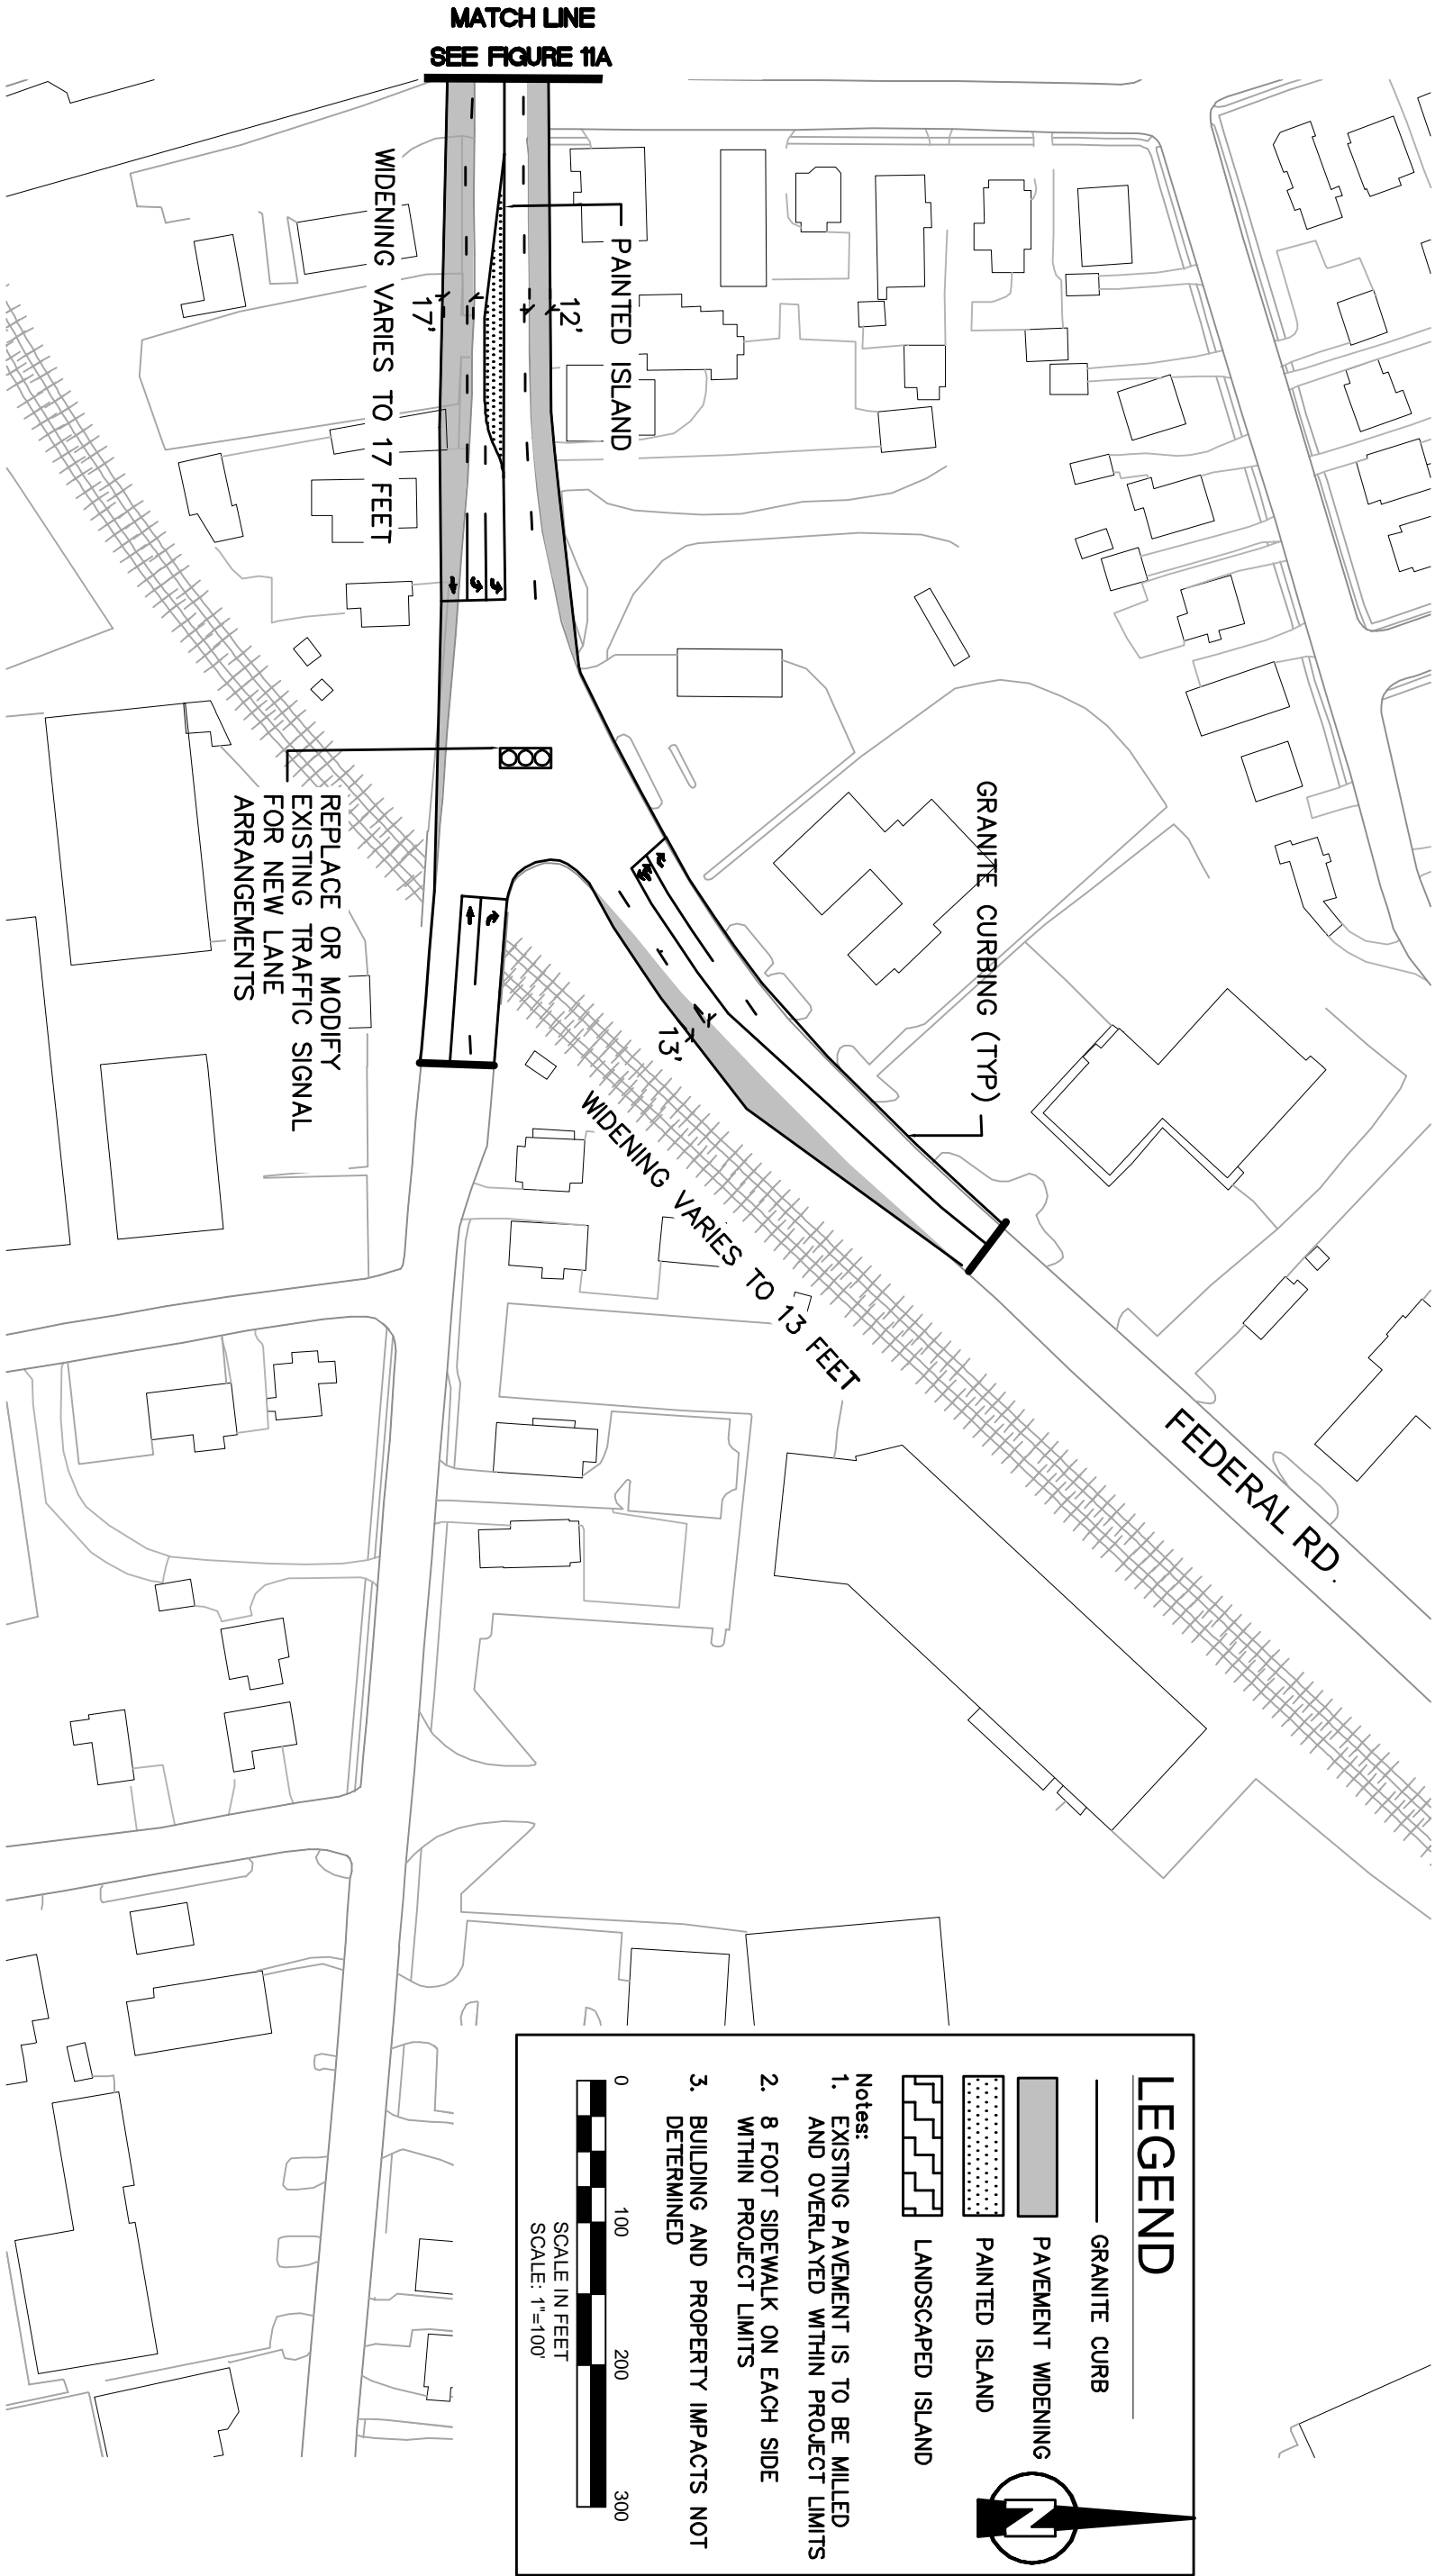 MATCH LINE
SEE FIGURE 11A
WIDENING VARIES TO 17 FEET
17'
12'
PAINTED ISLAND
GRANITE CURBING (TYP)
REPLACE OR MODIFY
EXISTING TRAFFIC SIGNAL
FOR NEW LANE
ARRANGEMENTS
13'
WIDENING VARIES TO 13 FEET
FEDERAL RD.
LEGEND
GRANITE CURB
PAVEMENT WIDENING
PAINTED ISLAND
LANDSCAPED ISLAND
N
Notes:
1. EXISTING PAVEMENT IS TO BE MILLED
AND OVERLAYED WITHIN PROJECT LIMITS
2. 8 FOOT SIDEWALK ON EACH SIDE
WITHIN PROJECT LIMITS
3. BUILDING AND PROPERTY IMPACTS NOT
DETERMINED
0 100 200 300
SCALE IN FEET
SCALE: 1"=100'